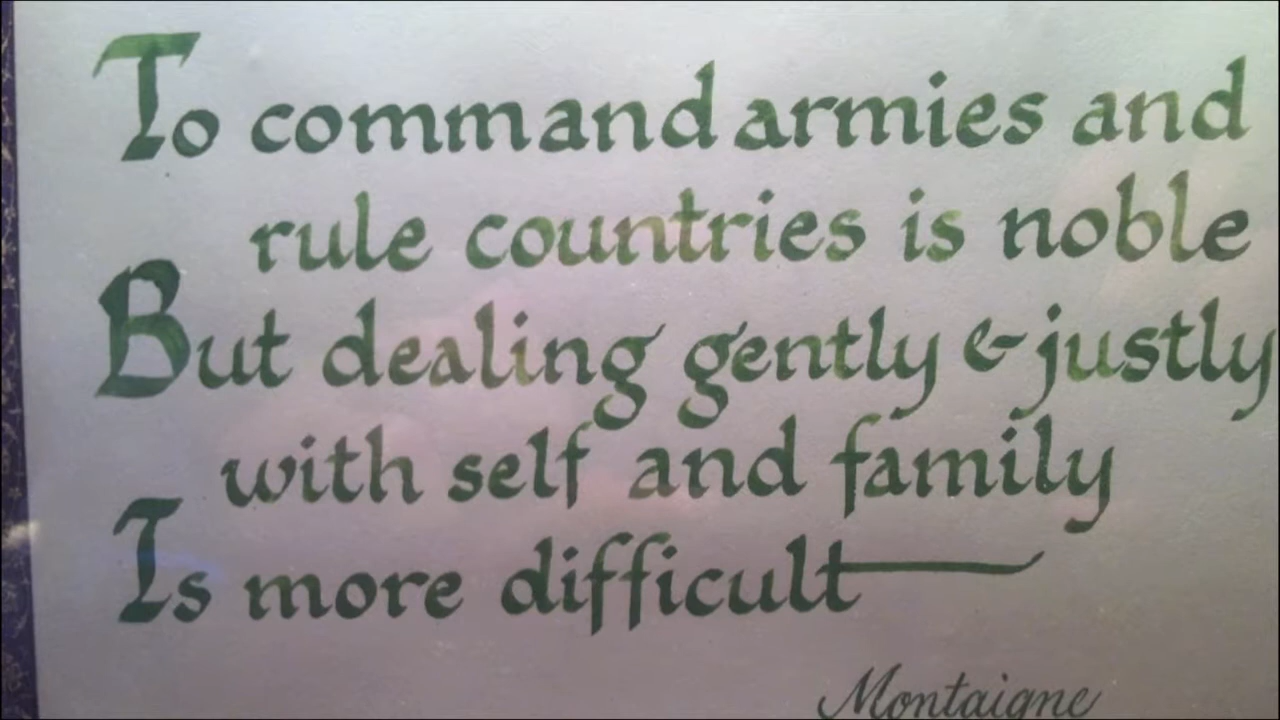 To command armies and
rule countries is noble
But dealing gently & justly
with self and family
Is more difficult
Montaigne